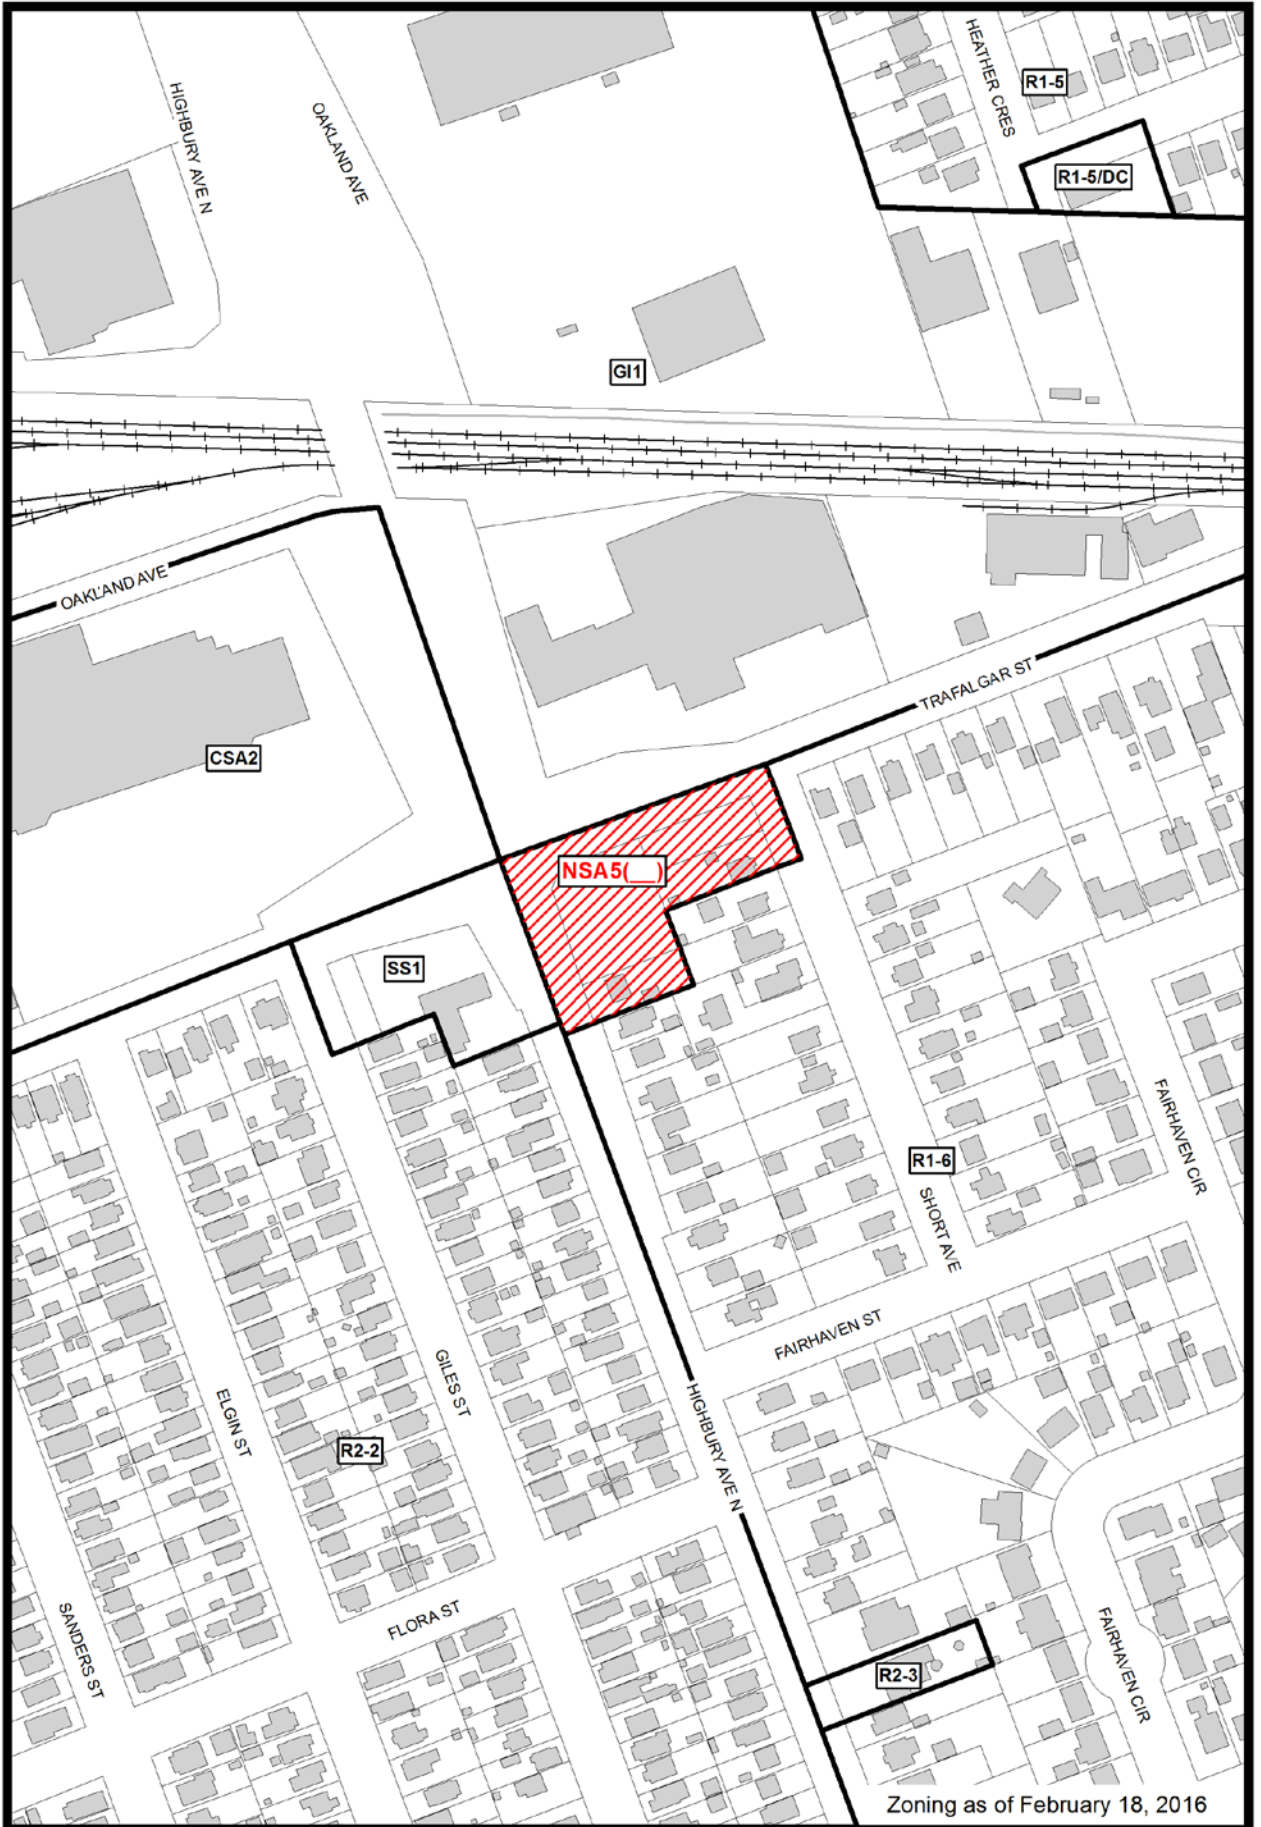 HEATHER CRES
R1-5
HIGHBURY AVE N
OAKLAND AVE
R1-5/DC
GI1
OAKLAND AVE
TRAFALGAR ST
CSA2
NSA5(__)
SS1
FAIRHAVEN CIR
R1-6
SHORT AVE
FAIRHAVEN ST
GILES ST
ELGIN ST
HIGHBURY AVE N
R2-2
SANDERS ST
FLORA ST
FAIRHAVEN CIR
R2-3
Zoning as of February 18, 2016